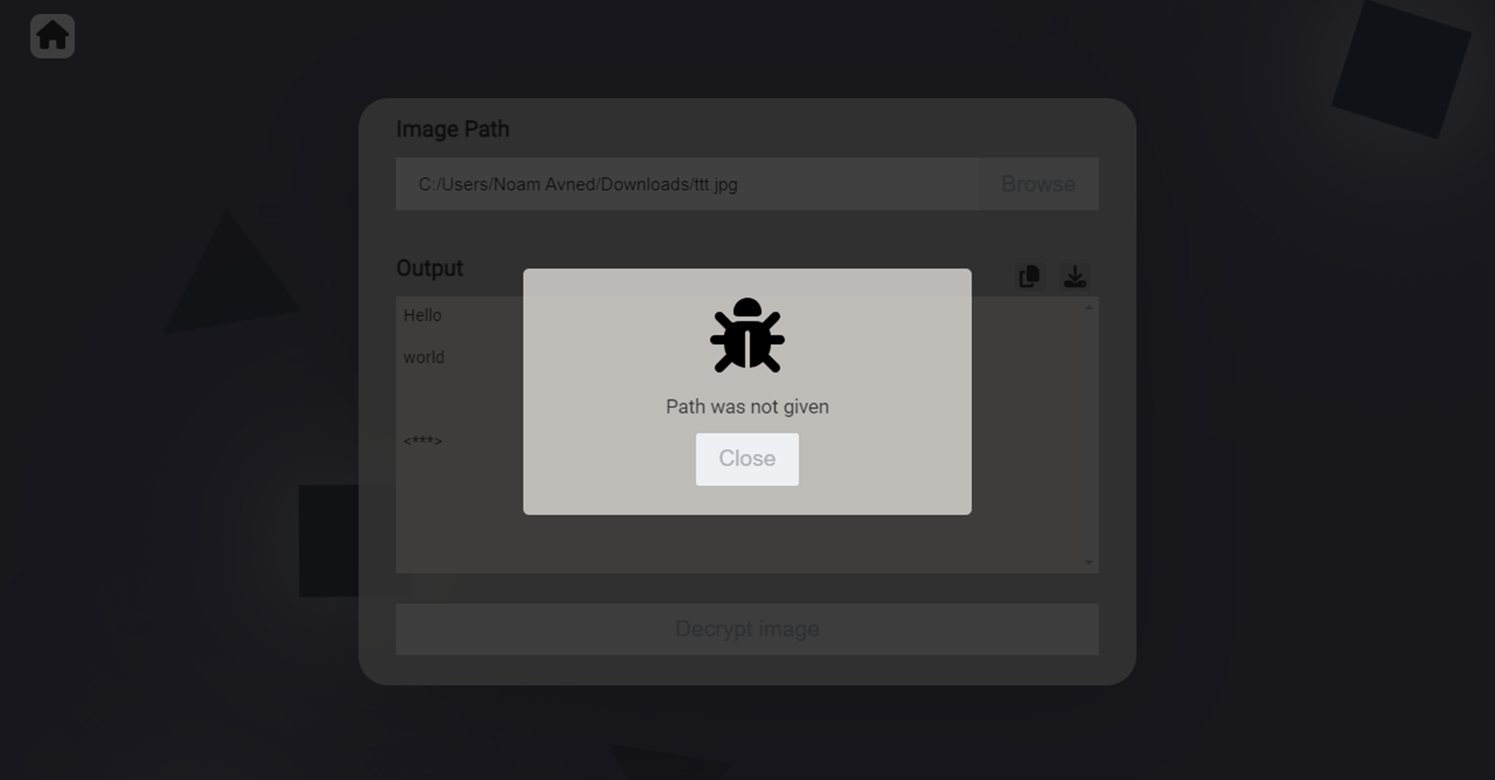 Image Path
C:/Users/Noam Avned/Downloads/ttt.jpg
Browse
Output
Hello
world
<***>
Path was not given
Close
Decrypt image